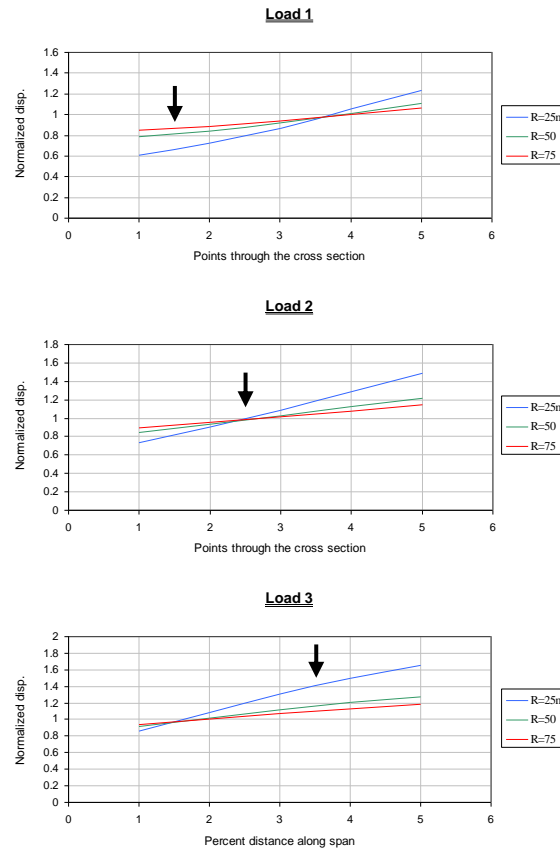 Load 1
1.6
1.4
1.2
1
0.8
0.6
0.4
0.2
0
Normalized disp.
0 1 2 3 4 5 6
Points through the cross section
R=25m
R=50
R=75
Load 2
1.8
1.6
1.4
1.2
1
0.8
0.6
0.4
0.2
0
Normalized disp.
0 1 2 3 4 5 6
Points through the cross section
R=25m
R=50
R=75
Load 3
2
1.8
1.6
1.4
1.2
1
0.8
0.6
0.4
0.2
0
Normalized disp.
0 1 2 3 4 5 6
Percent distance along span
R=25m
R=50
R=75